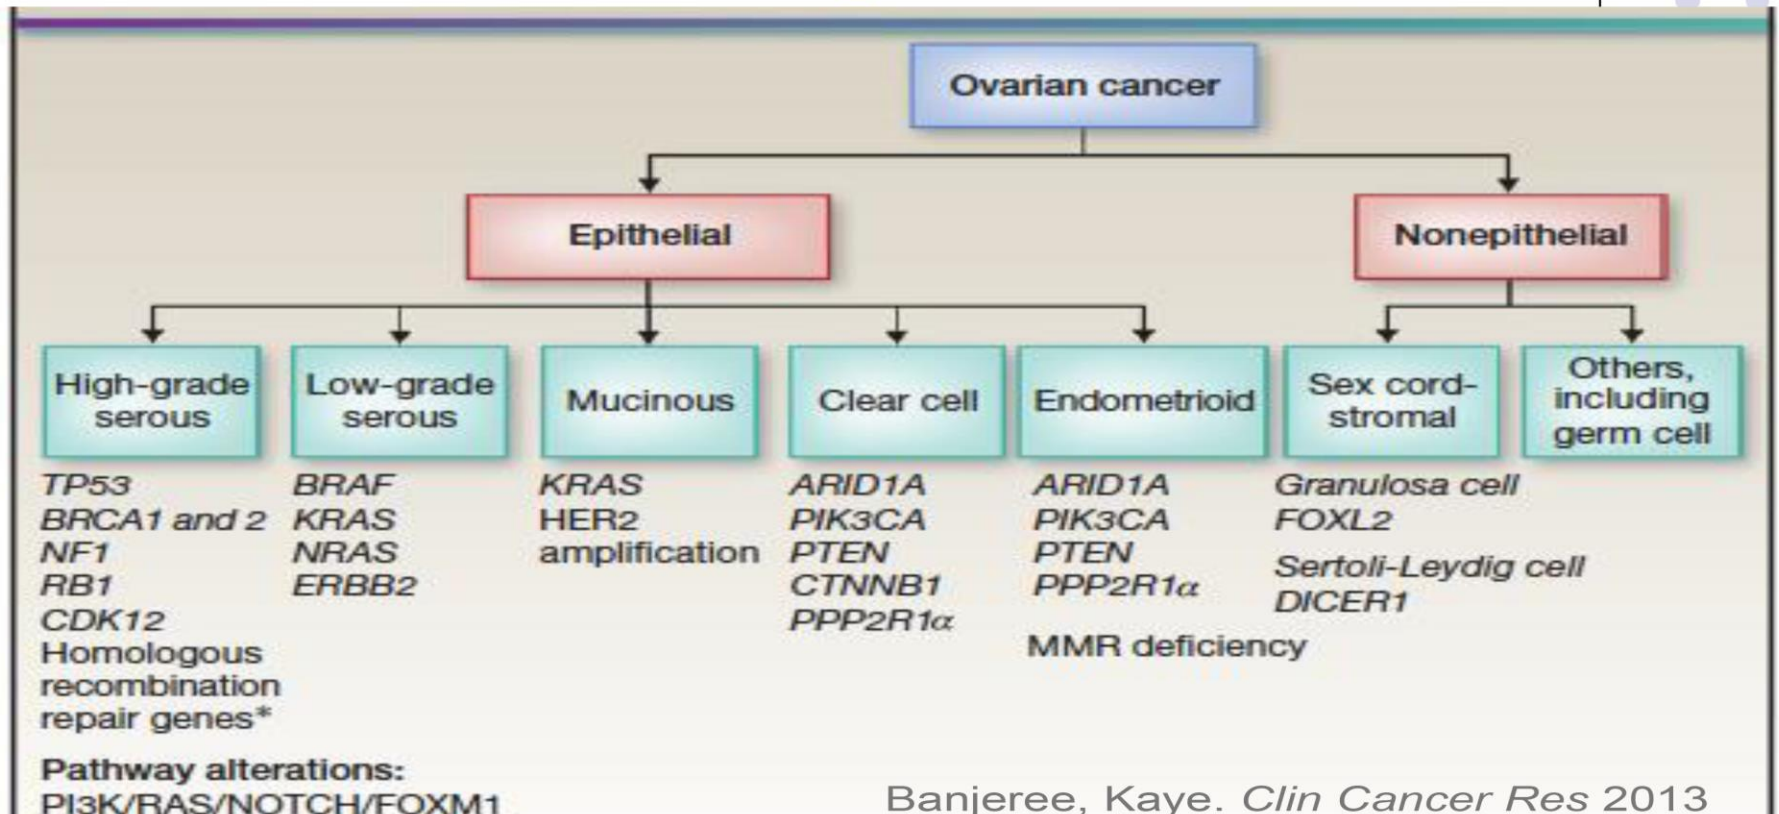 Ovarian cancer
Epithelial
Nonepithelial
High-grade
serous
Low-grade
serous
Mucinous
Clear cell
Endometrioid
Sex cord-
stromal
Others,
including
germ cell
TP53
BRCA1 and 2
NF1
RB1
CDK12
Homologous
recombination
repair genes*
BRAF
KRAS
NRAS
ERBB2
KRAS
HER2
amplification
ARID1A
PIK3CA
PTEN
CTNNB1
PPP2R1α
ARID1A
PIK3CA
PTEN
PPP2R1α
MMR deficiency
Granulosa cell
FOXL2
Sertoli-Leydig cell
DICER1
Pathway alterations:
PI3K/RAS/NOTCH/FOXM1
Banjeree, Kaye. Clin Cancer Res 2013